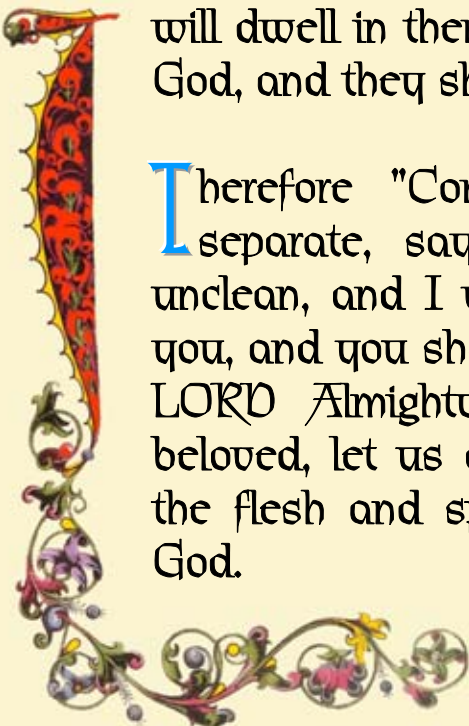 will dwell in the
God, and they sh
Therefore "Co
separate, say
unclean, and I
you, and you sh
LORD Almighty
beloved, let us
the flesh and s
God.